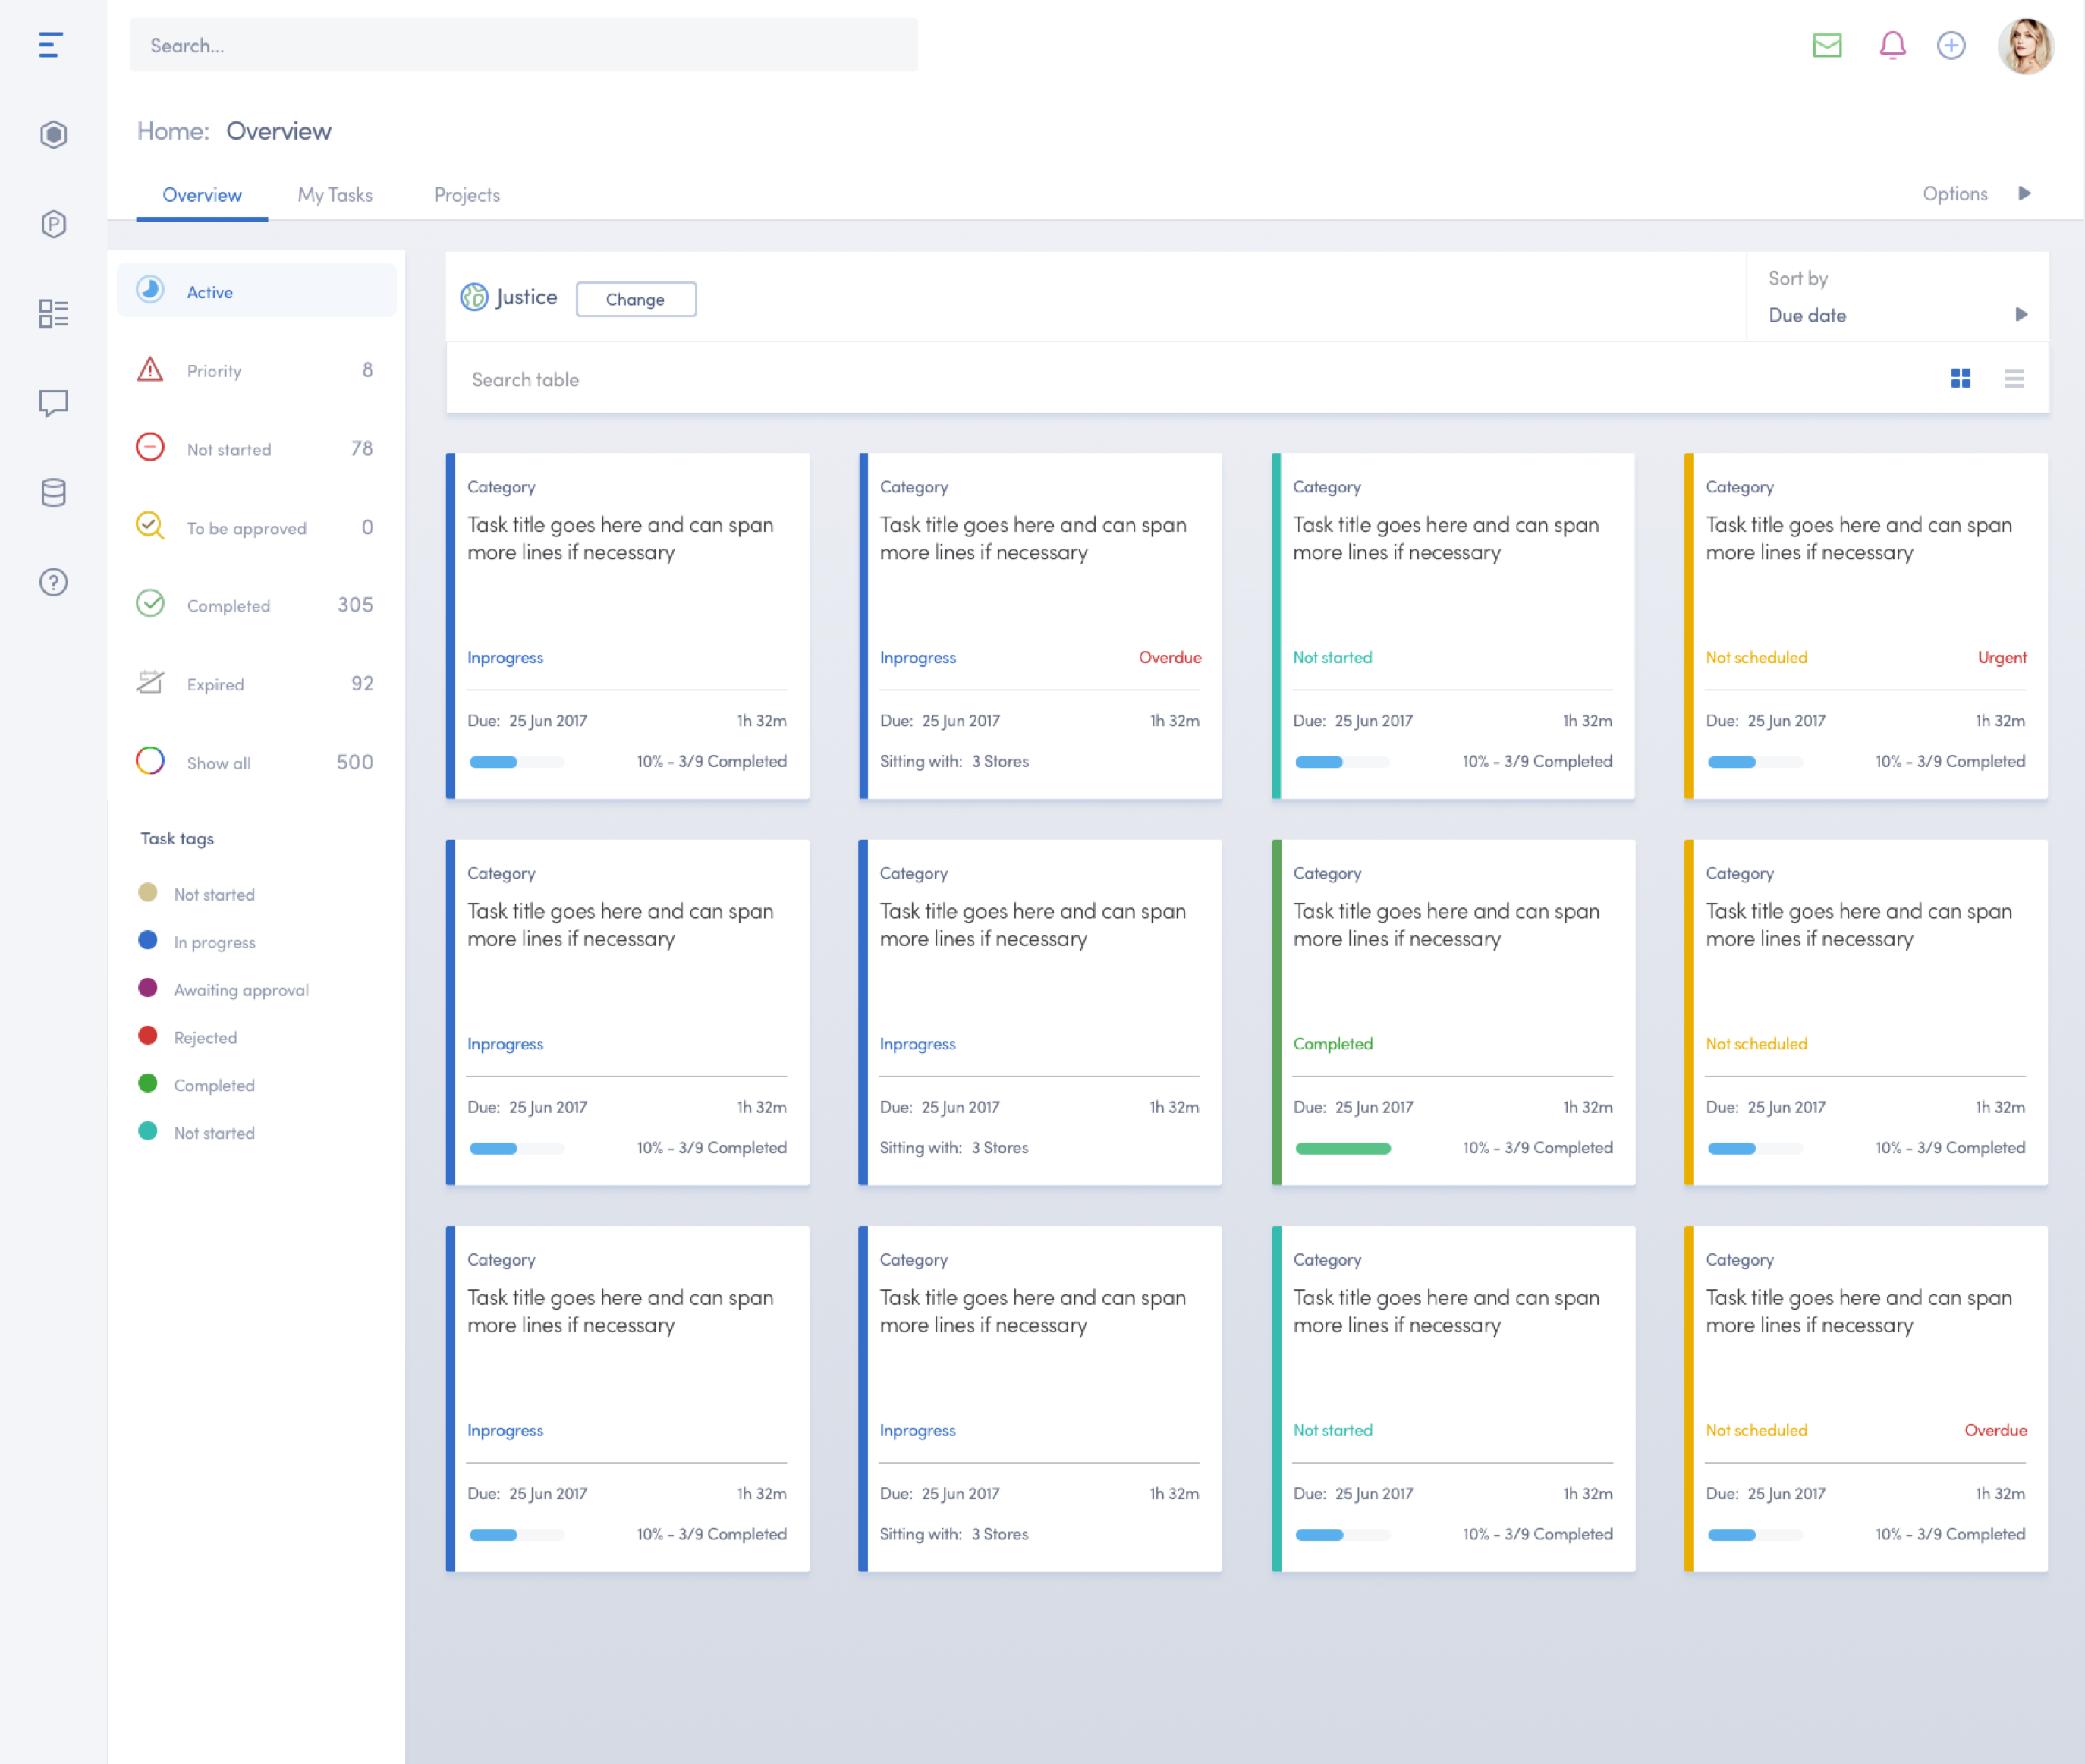 Search...
Home: Overview
Overview My Tasks Projects Options
Active
Priority 8
Not started 78
To be approved 0
Completed 305
Expired 92
Show all 500
Task tags
Not started
In progress
Awaiting approval
Rejected
Completed
Not started
Justice Change
Sort by
Due date
Search table
Category
Task title goes here and can span
more lines if necessary
Inprogress
Due: 25 Jun 2017 1h 32m
10% - 3/9 Completed
Category
Task title goes here and can span
more lines if necessary
Inprogress Overdue
Due: 25 Jun 2017 1h 32m
Sitting with: 3 Stores
Category
Task title goes here and can span
more lines if necessary
Not started
Due: 25 Jun 2017 1h 32m
10% - 3/9 Completed
Category
Task title goes here and can span
more lines if necessary
Not scheduled Urgent
Due: 25 Jun 2017 1h 32m
10% - 3/9 Completed
Category
Task title goes here and can span
more lines if necessary
Inprogress
Due: 25 Jun 2017 1h 32m
10% - 3/9 Completed
Category
Task title goes here and can span
more lines if necessary
Inprogress
Due: 25 Jun 2017 1h 32m
Sitting with: 3 Stores
Category
Task title goes here and can span
more lines if necessary
Completed
Due: 25 Jun 2017 1h 32m
10% - 3/9 Completed
Category
Task title goes here and can span
more lines if necessary
Not scheduled
Due: 25 Jun 2017 1h 32m
10% - 3/9 Completed
Category
Task title goes here and can span
more lines if necessary
Inprogress
Due: 25 Jun 2017 1h 32m
10% - 3/9 Completed
Category
Task title goes here and can span
more lines if necessary
Inprogress
Due: 25 Jun 2017 1h 32m
Sitting with: 3 Stores
Category
Task title goes here and can span
more lines if necessary
Not started
Due: 25 Jun 2017 1h 32m
10% - 3/9 Completed
Category
Task title goes here and can span
more lines if necessary
Not scheduled Overdue
Due: 25 Jun 2017 1h 32m
10% - 3/9 Completed